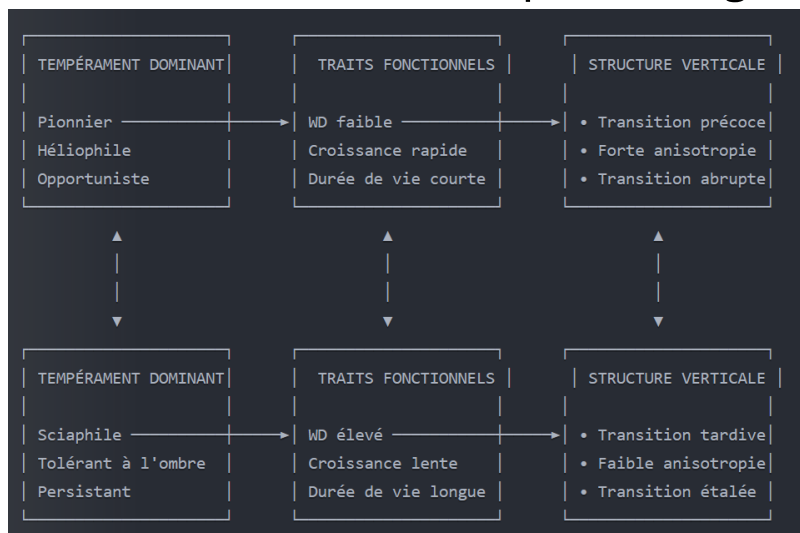 TEMPÉRAMENT DOMINANT TRAITS FONCTIONNELS STRUCTURE VERTICALE
Pionnier WD faible • Transition précoce
Héliophile Croissance rapide • Forte anisotropie
Opportuniste Durée de vie courte • Transition abrupte
TEMPÉRAMENT DOMINANT TRAITS FONCTIONNELS STRUCTURE VERTICALE
Sciaphile WD élevé • Transition tardive
Tolérant à l'ombre Croissance lente • Faible anisotropie
Persistant Durée de vie longue • Transition étalée